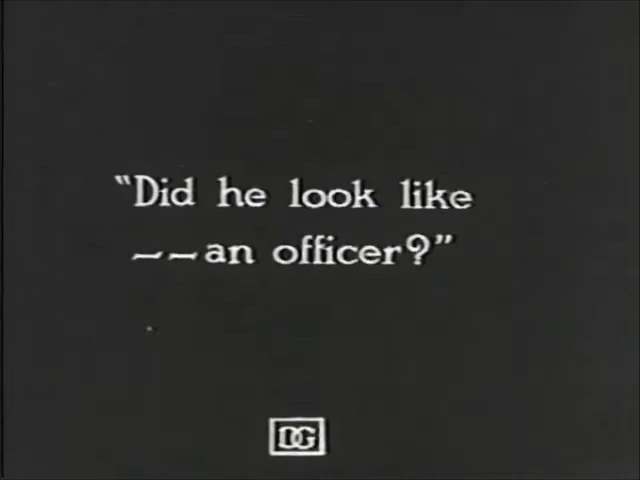 “Did he look like
~~an officer?”
DG